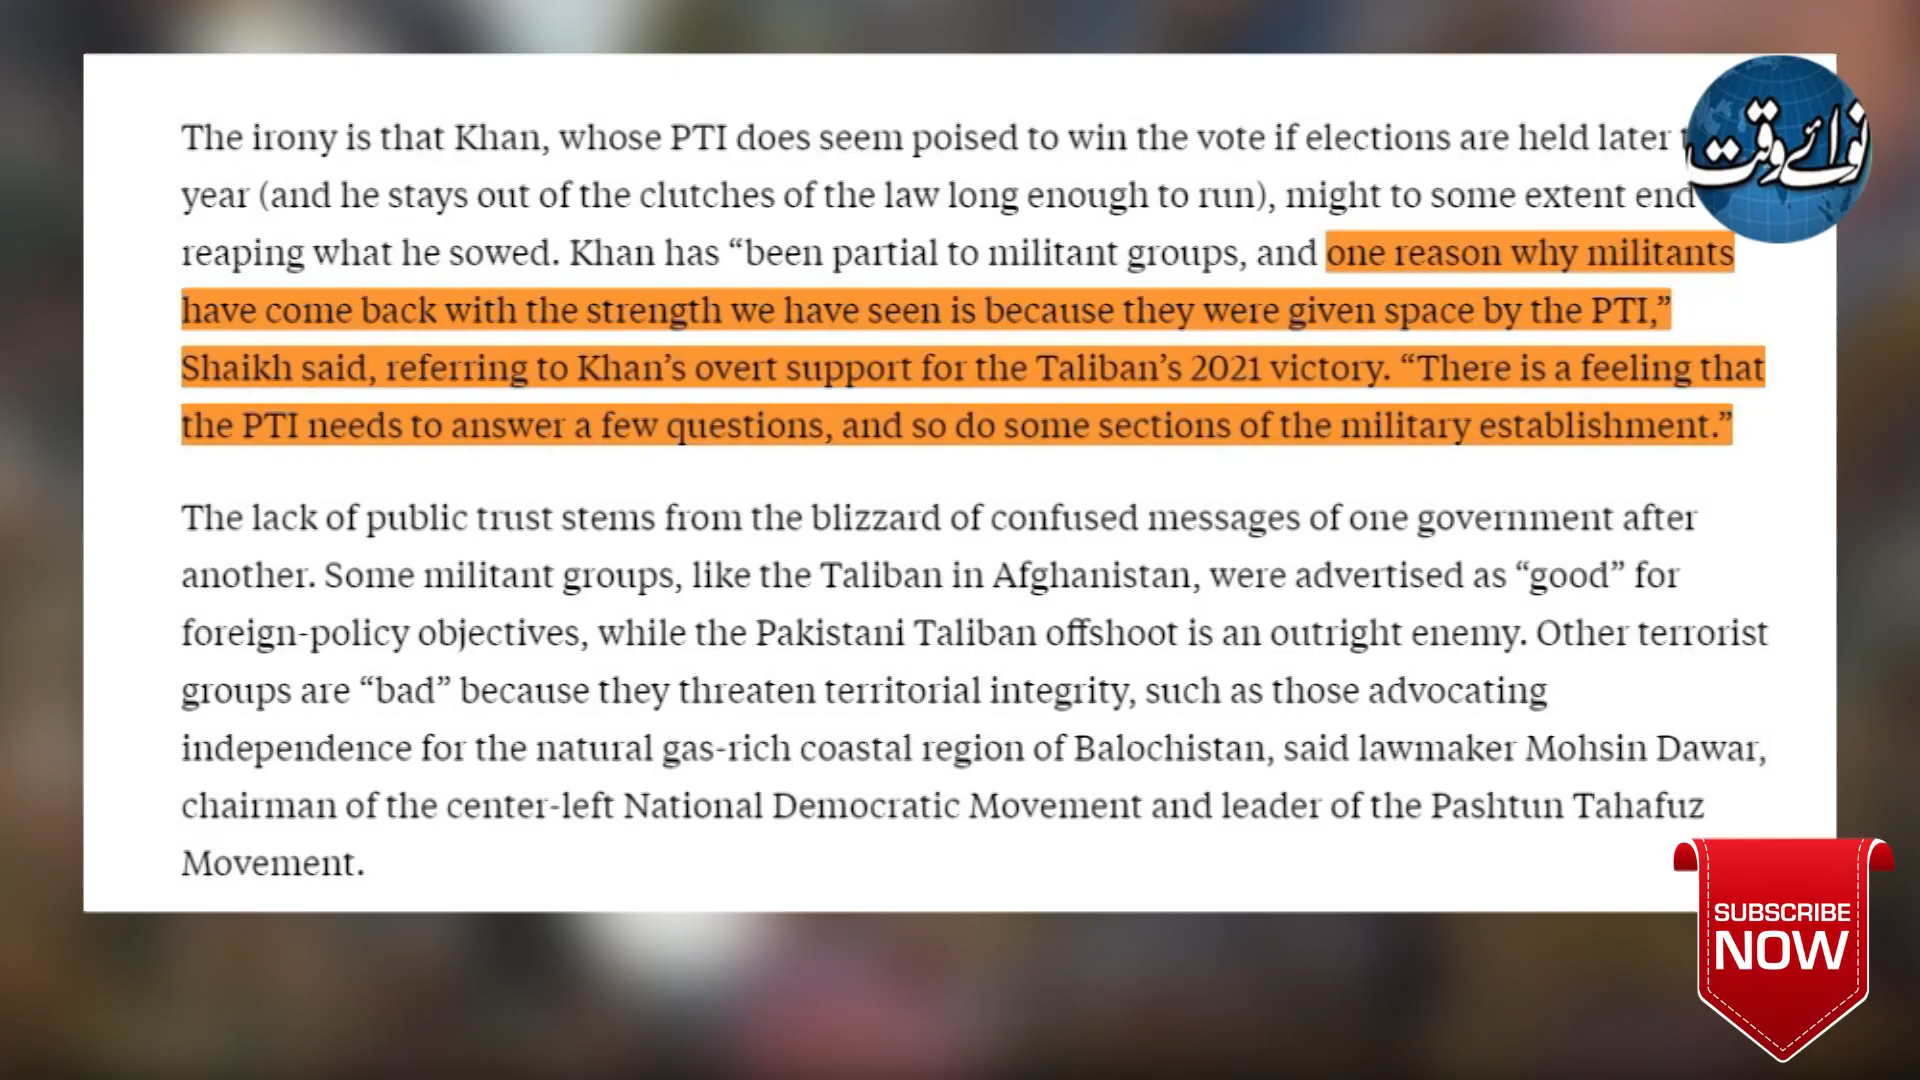 The irony is that Khan, whose PTI does seem poised to win the vote if elections are held later
year (and he stays out of the clutches of the law long enough to run), might to some extent end
reaping what he sowed. Khan has “been partial to militant groups, and one reason why militants
have come back with the strength we have seen is because they were given space by the PTI,”
Shaikh said, referring to Khan’s overt support for the Taliban’s 2021 victory. “There is a feeling that
the PTI needs to answer a few questions, and so do some sections of the military establishment.”
The lack of public trust stems from the blizzard of confused messages of one government after
another. Some militant groups, like the Taliban in Afghanistan, were advertised as “good” for
foreign-policy objectives, while the Pakistani Taliban offshoot is an outright enemy. Other terrorist
groups are “bad” because they threaten territorial integrity, such as those advocating
independence for the natural gas-rich coastal region of Balochistan, said lawmaker Mohsin Dawar,
chairman of the center-left National Democratic Movement and leader of the Pashtun Tahafuz
Movement.
نوائے وقت
SUBSCRIBE
NOW